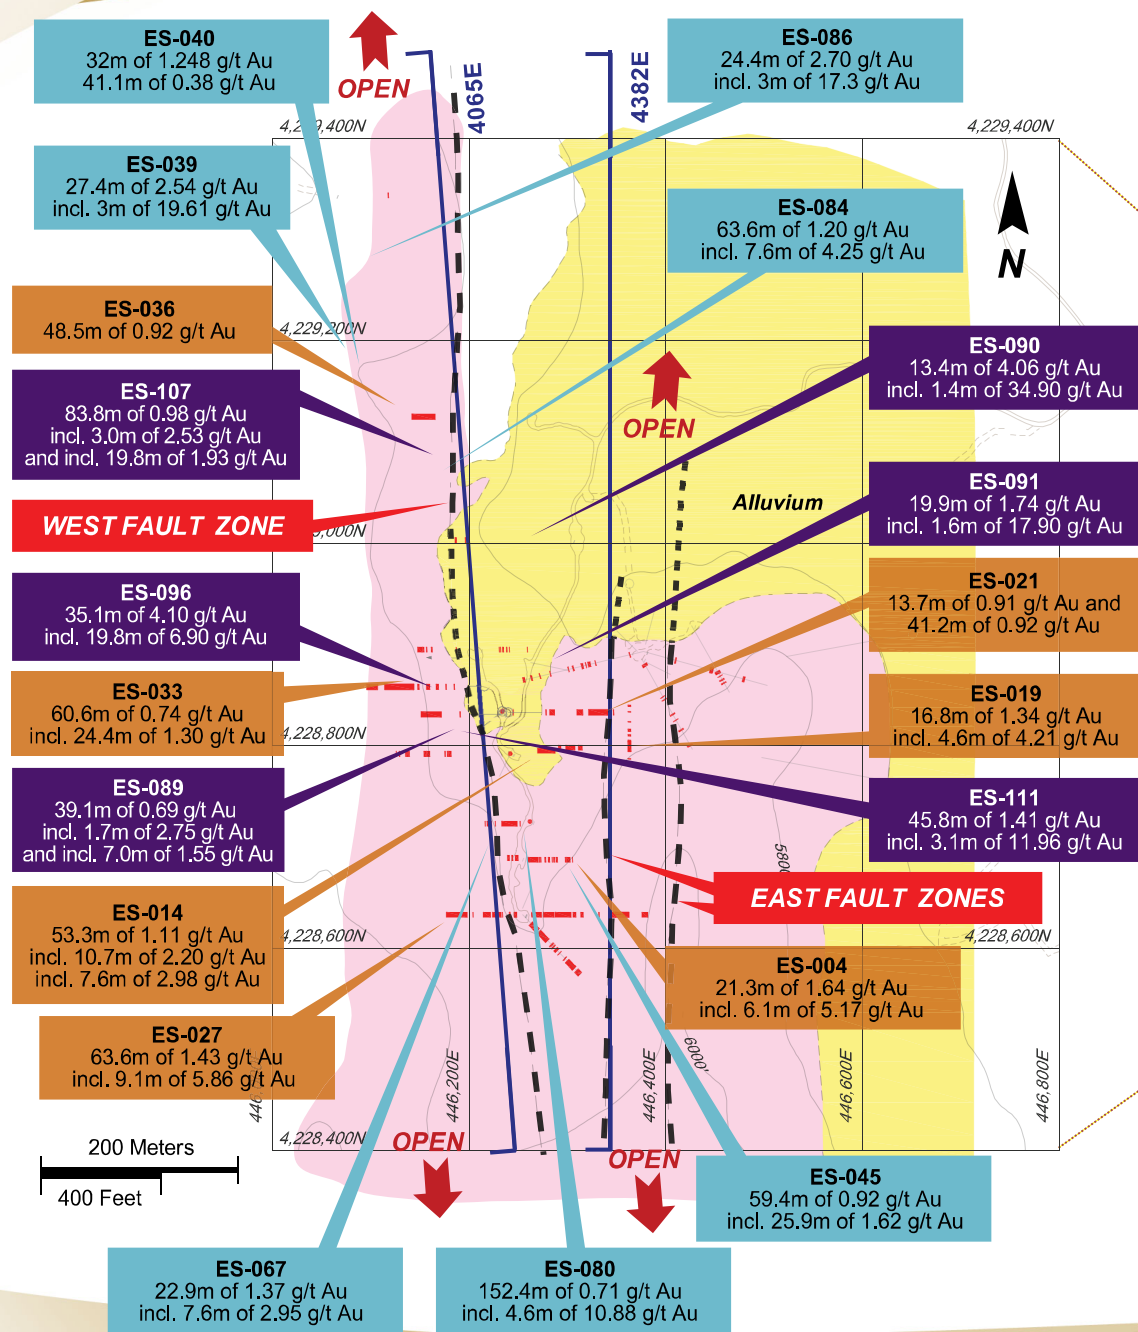 ES-040
32m of 1.248 g/t Au
41.1m of 0.38 g/t Au
OPEN
4065E
4382E
ES-086
24.4m of 2.70 g/t Au
incl. 3m of 17.3 g/t Au
4,229,400N
4,229,400N
ES-039
27.4m of 2.54 g/t Au
incl. 3m of 19.61 g/t Au
ES-084
63.6m of 1.20 g/t Au
incl. 7.6m of 4.25 g/t Au
N
ES-036
48.5m of 0.92 g/t Au
4,229,200N
ES-090
13.4m of 4.06 g/t Au
incl. 1.4m of 34.90 g/t Au
ES-107
83.8m of 0.98 g/t Au
incl. 3.0m of 2.53 g/t Au
and incl. 19.8m of 1.93 g/t Au
OPEN
Alluvium
ES-091
19.9m of 1.74 g/t Au
incl. 1.6m of 17.90 g/t Au
WEST FAULT ZONE
000N
ES-096
35.1m of 4.10 g/t Au
incl. 19.8m of 6.90 g/t Au
ES-021
13.7m of 0.91 g/t Au and
41.2m of 0.92 g/t Au
ES-033
60.6m of 0.74 g/t Au
incl. 24.4m of 1.30 g/t Au
ES-019
16.8m of 1.34 g/t Au
incl. 4.6m of 4.21 g/t Au
4,228,800N
ES-089
39.1m of 0.69 g/t Au
incl. 1.7m of 2.75 g/t Au
and incl. 7.0m of 1.55 g/t Au
ES-111
45.8m of 1.41 g/t Au
incl. 3.1m of 11.96 g/t Au
5800
EAST FAULT ZONES
ES-014
53.3m of 1.11 g/t Au
incl. 10.7m of 2.20 g/t Au
incl. 7.6m of 2.98 g/t Au
4,228,600N
4,228,600N
ES-004
21.3m of 1.64 g/t Au
incl. 6.1m of 5.17 g/t Au
ES-027
63.6m of 1.43 g/t Au
incl. 9.1m of 5.86 g/t Au
446,200E
446,400E
6000'
446,600E
446,800E
4,228,400N
OPEN
OPEN
200 Meters
400 Feet
ES-045
59.4m of 0.92 g/t Au
incl. 25.9m of 1.62 g/t Au
ES-067
22.9m of 1.37 g/t Au
incl. 7.6m of 2.95 g/t Au
ES-080
152.4m of 0.71 g/t Au
incl. 4.6m of 10.88 g/t Au